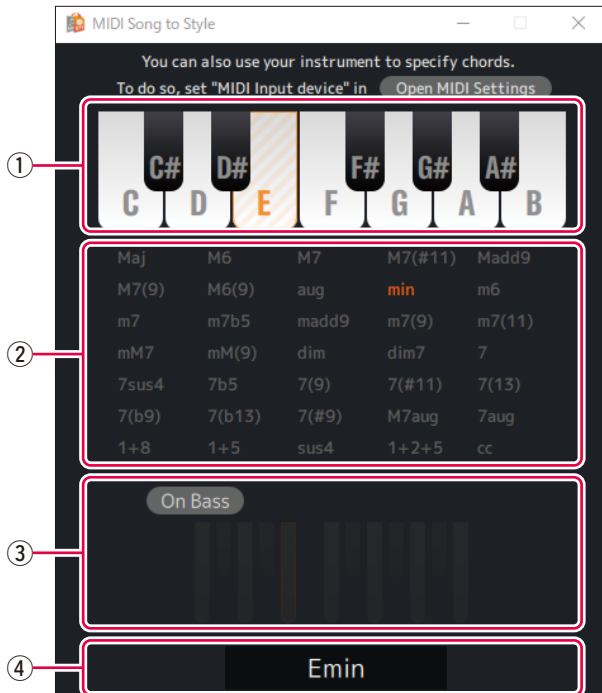 MIDI Song to Style
You can also use your instrument to specify chords.
To do so, set "MIDI Input device" in Open MIDI Settings
①
C# D# F# G# A#
C D E F G A B
②
Maj M6 M7 M7(#11) Madd9
M7(9) M6(9) aug min m6
m7 m7b5 madd9 m7(9) m7(11)
mM7 mM(9) dim dim7 7
7sus4 7b5 7(9) 7(#11) 7(13)
7(b9) 7(b13) 7(#9) M7aug 7aug
1+8 1+5 sus4 1+2+5 cc
③
On Bass
④
Emin